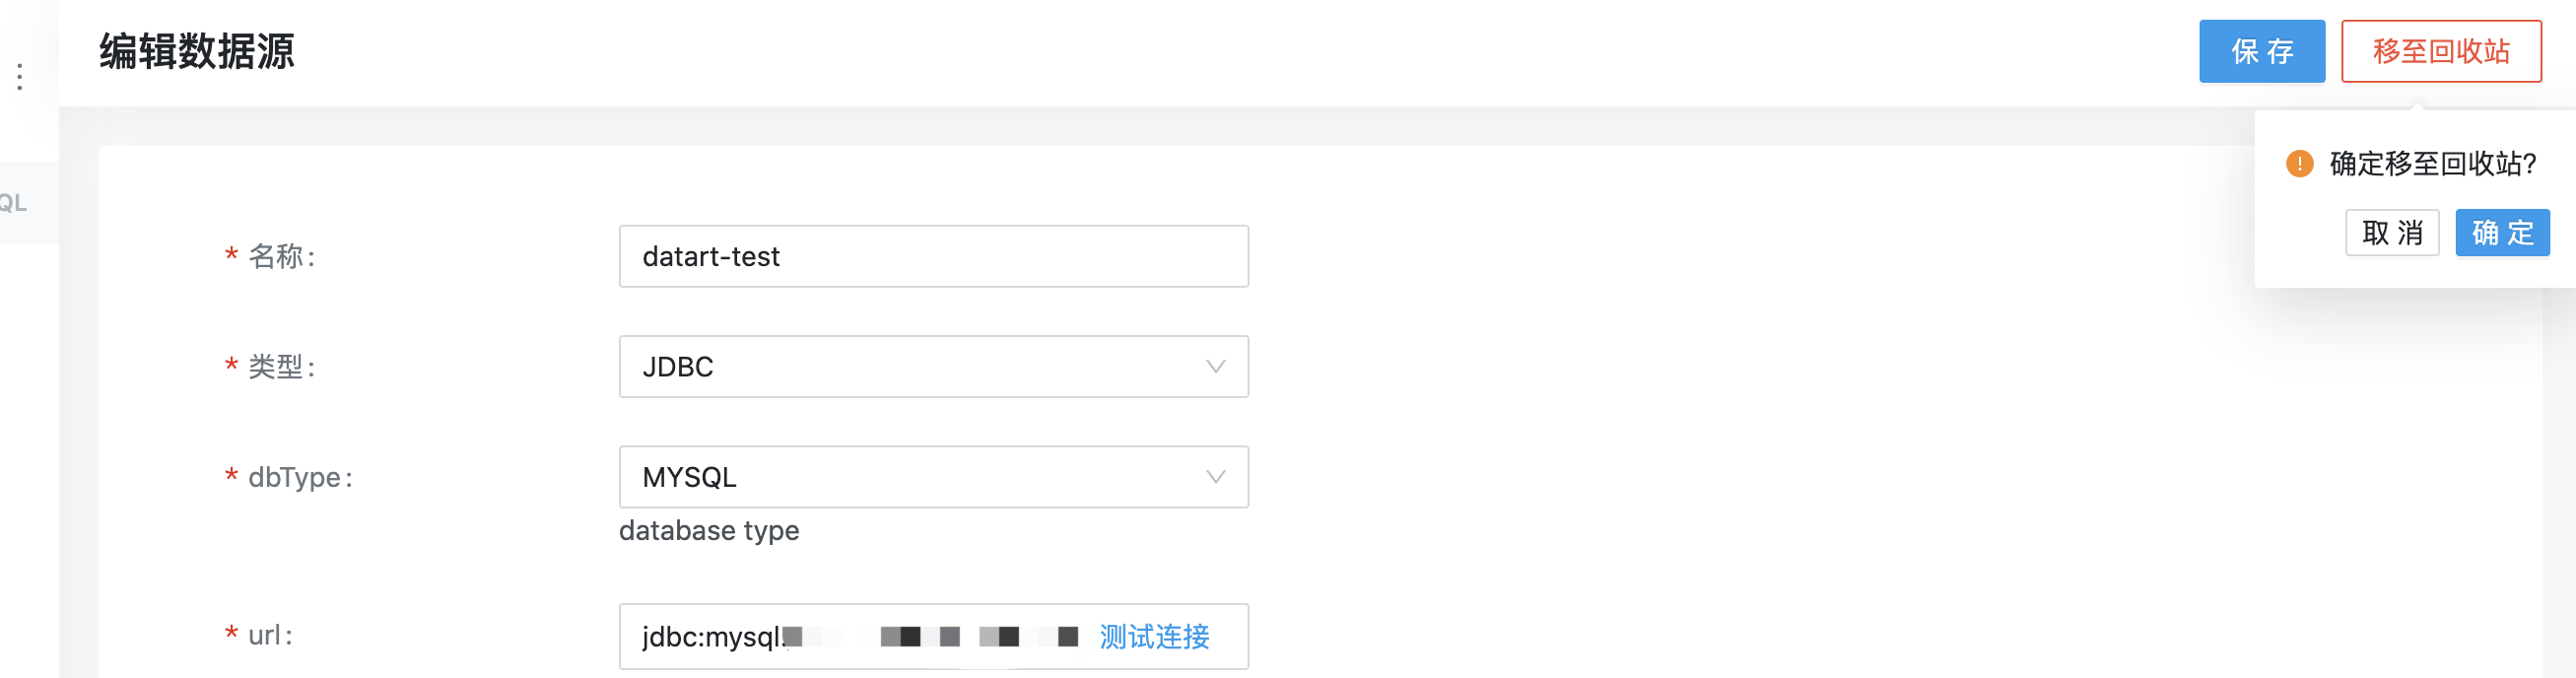 编辑数据源
保 存
移至回收站
确定移至回收站?
取 消
确 定
QL
* 名称:
datart-test
* 类型:
JDBC
* dbType:
MYSQL
database type
* url:
jdbc:mysql:
测试连接